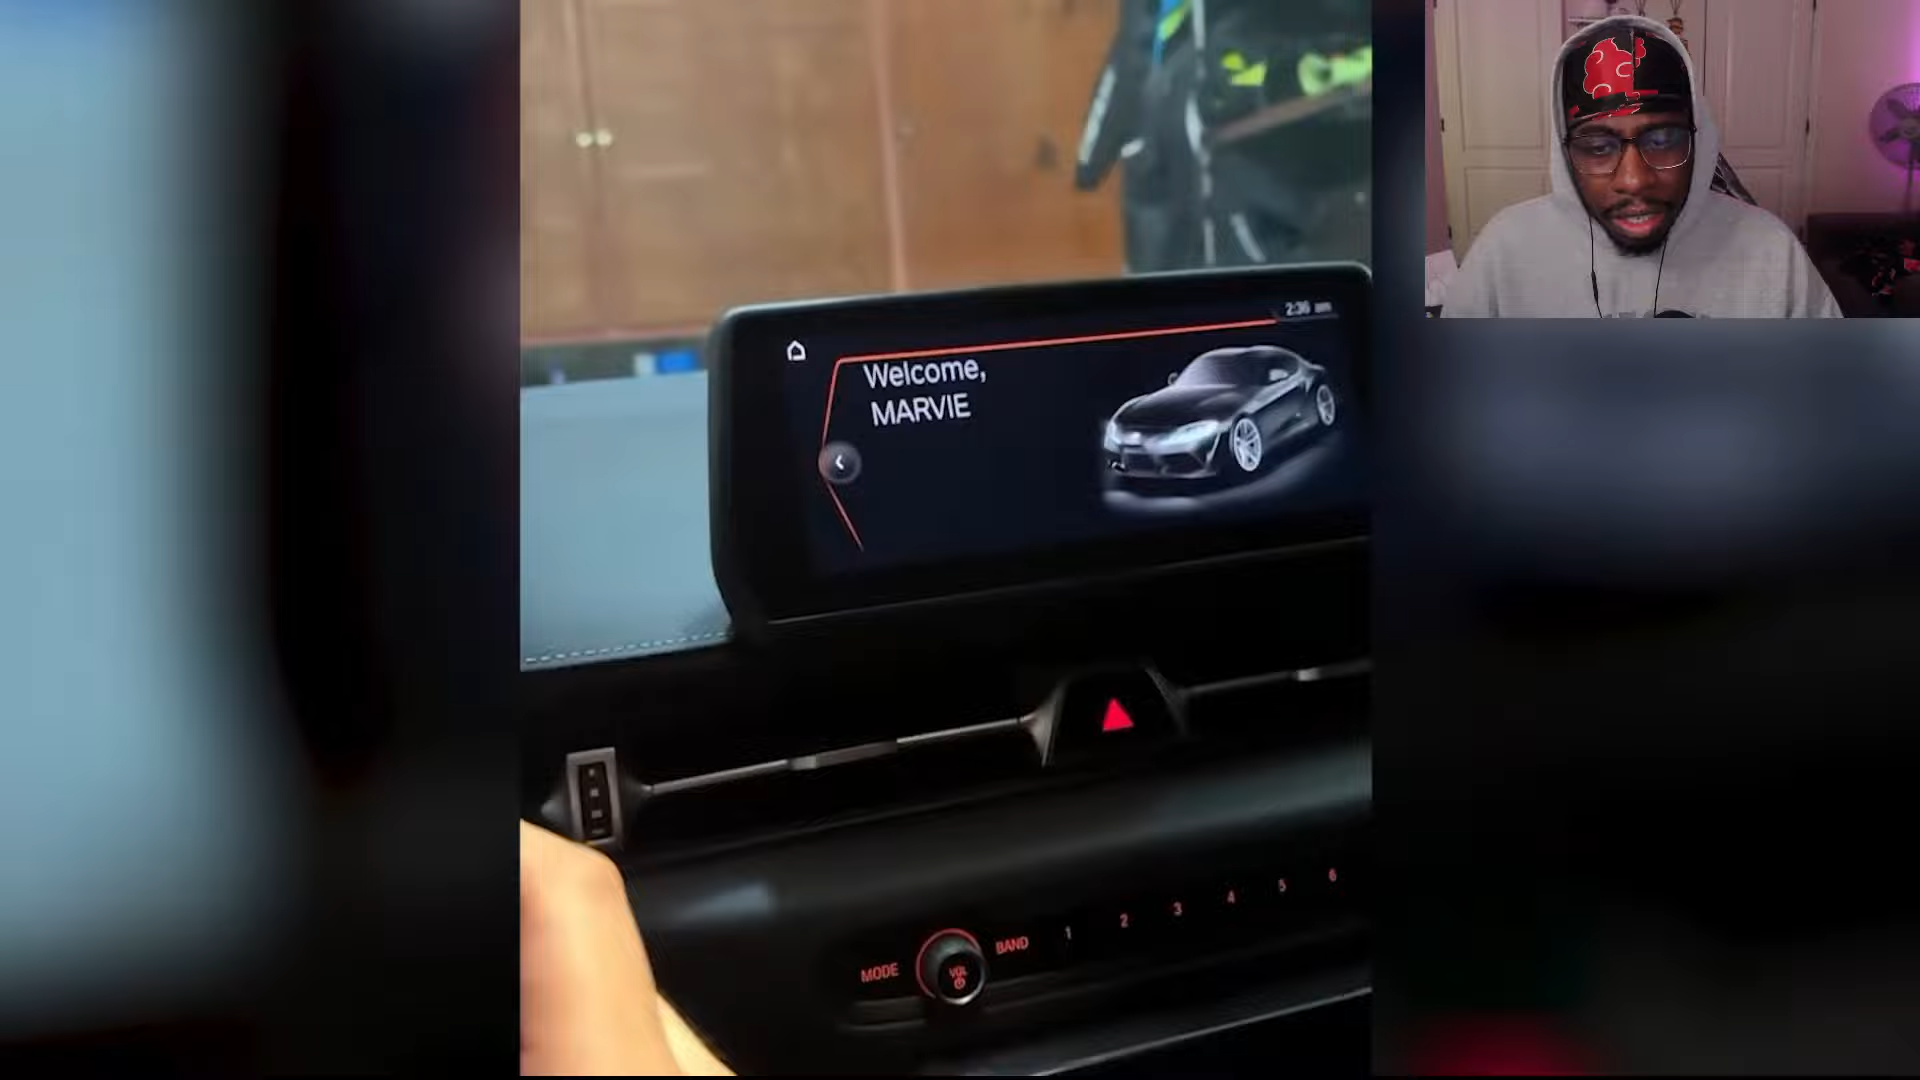 2:36 am
Welcome,
MARVIE
1 2 3 4 5 6
MODE BAND
VOL